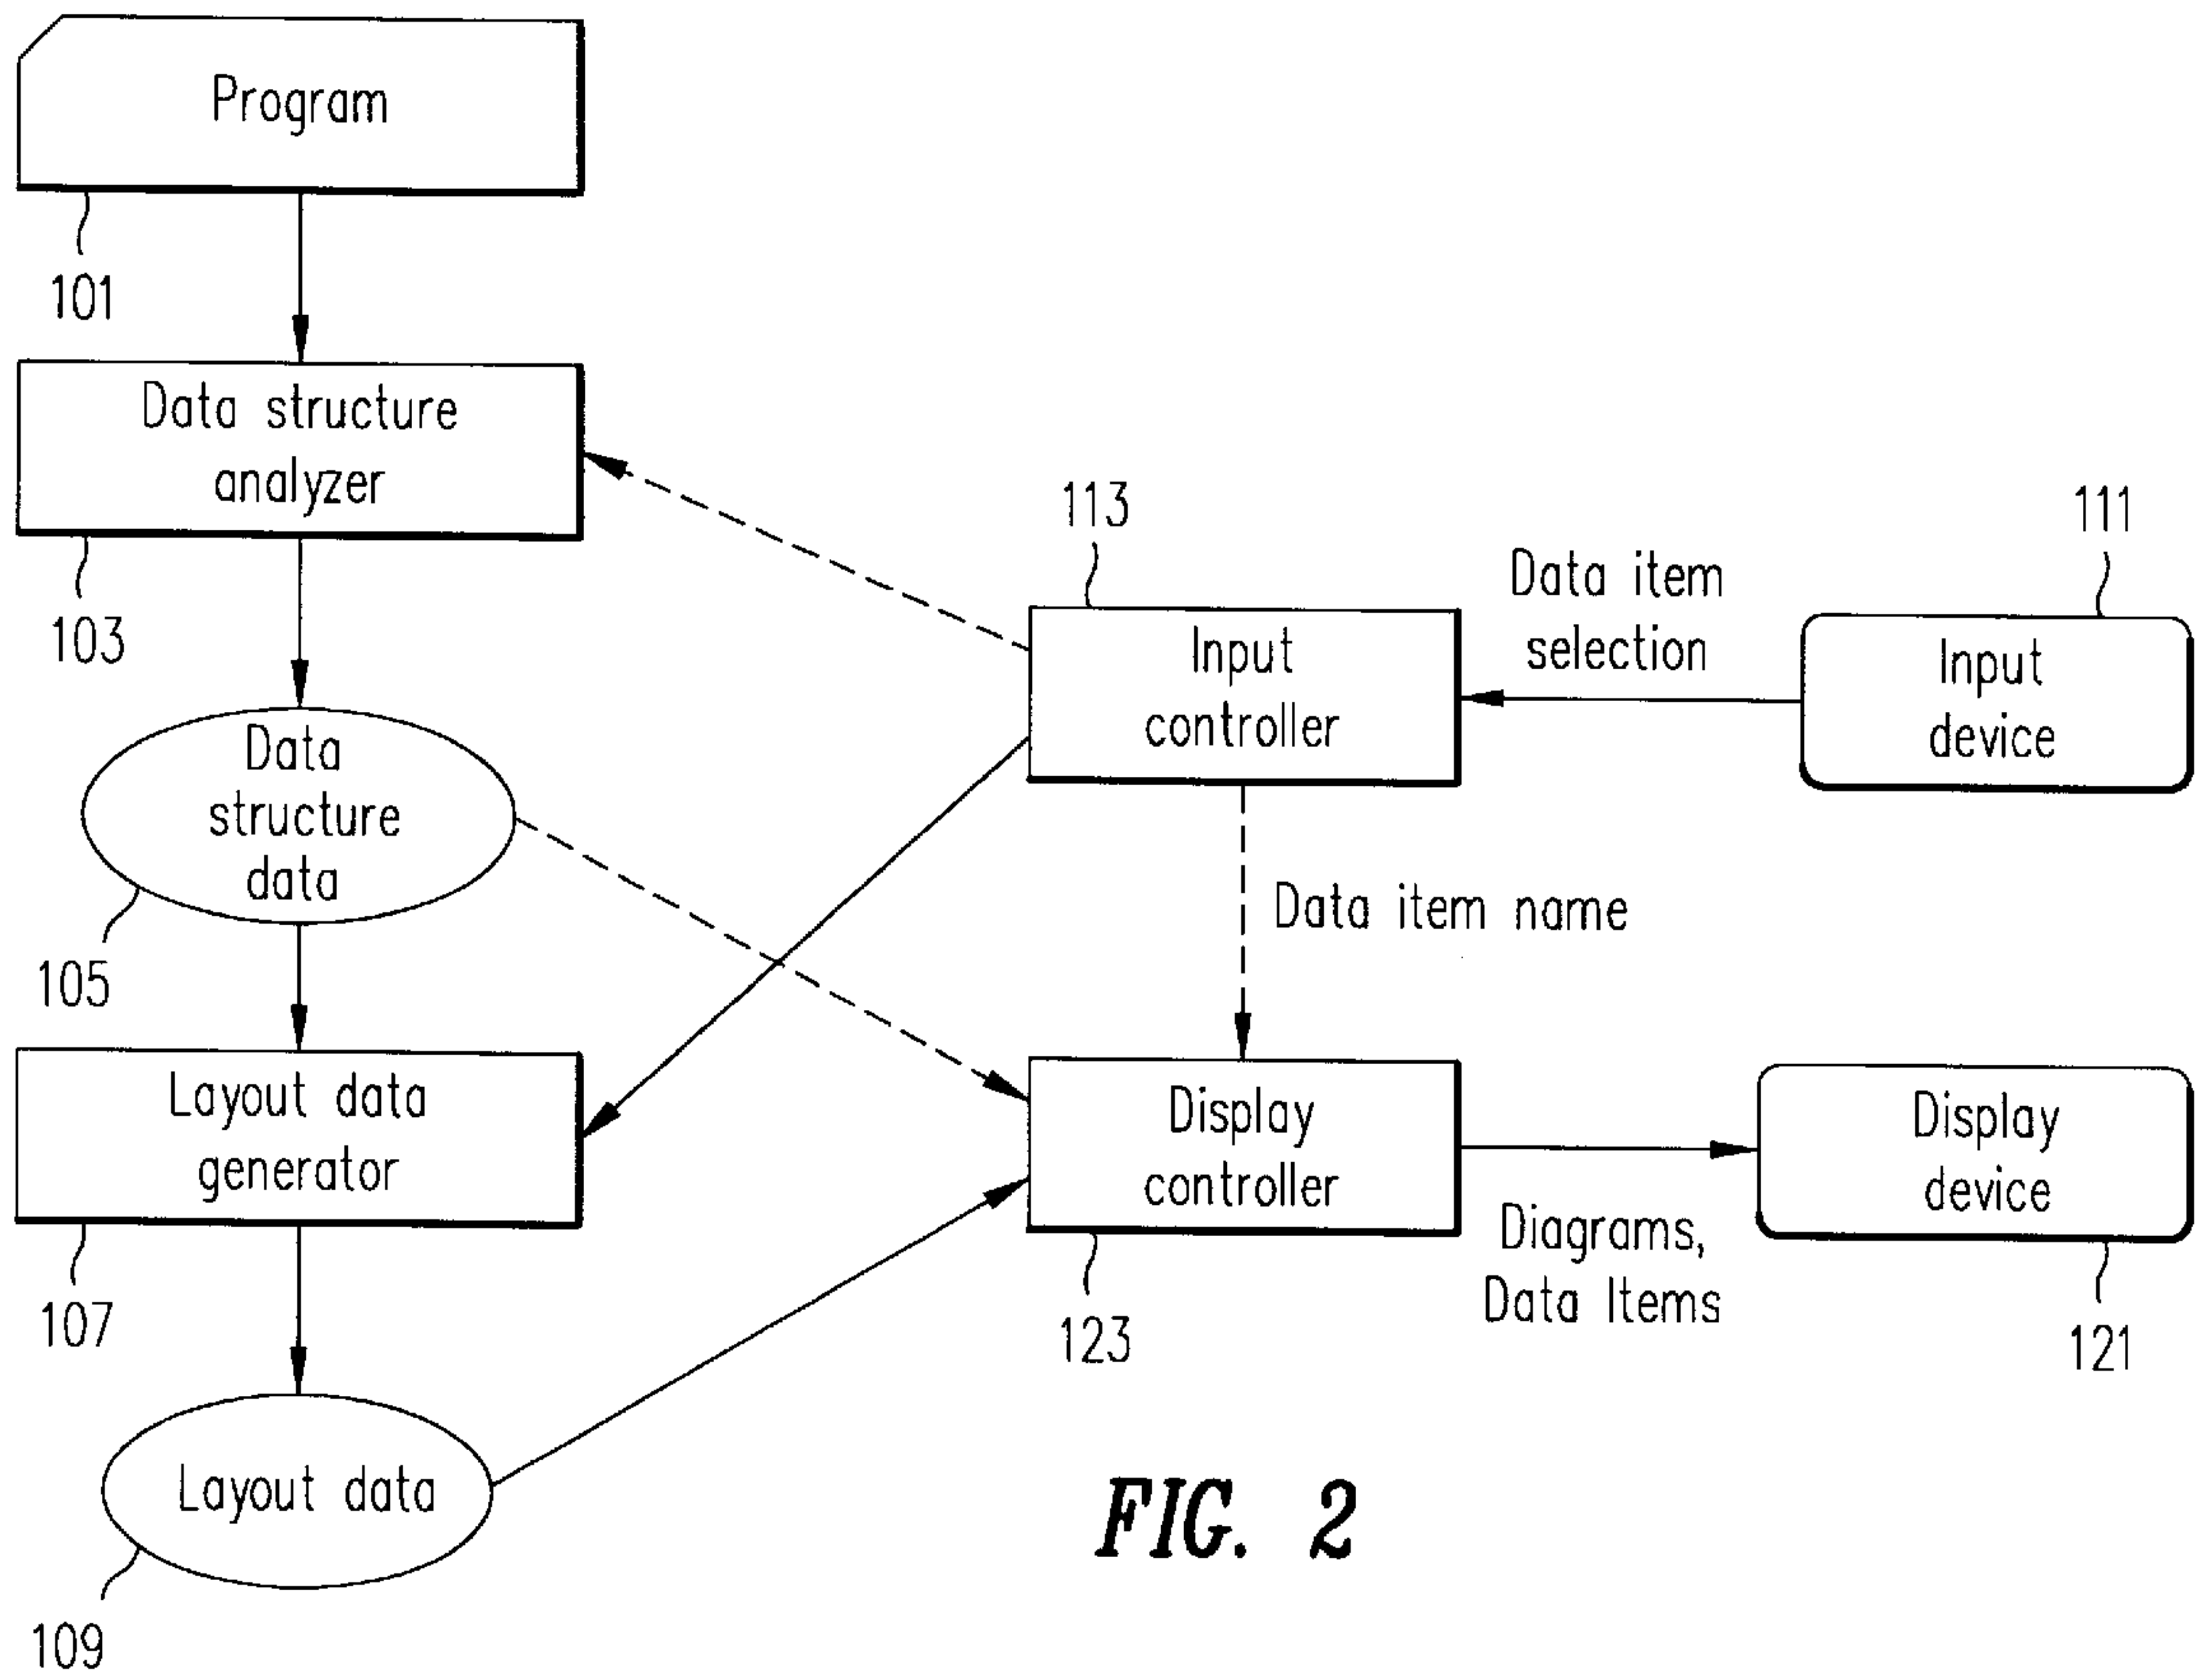 Program
101
Data structure
analyzer
103
113
111
Data item
selection
Input
controller
Input
device
Data
structure
data
105
Data item name
Layout data
generator
107
Display
controller
123
Display
device
121
Diagrams,
Data Items
Layout data
109
FIG. 2